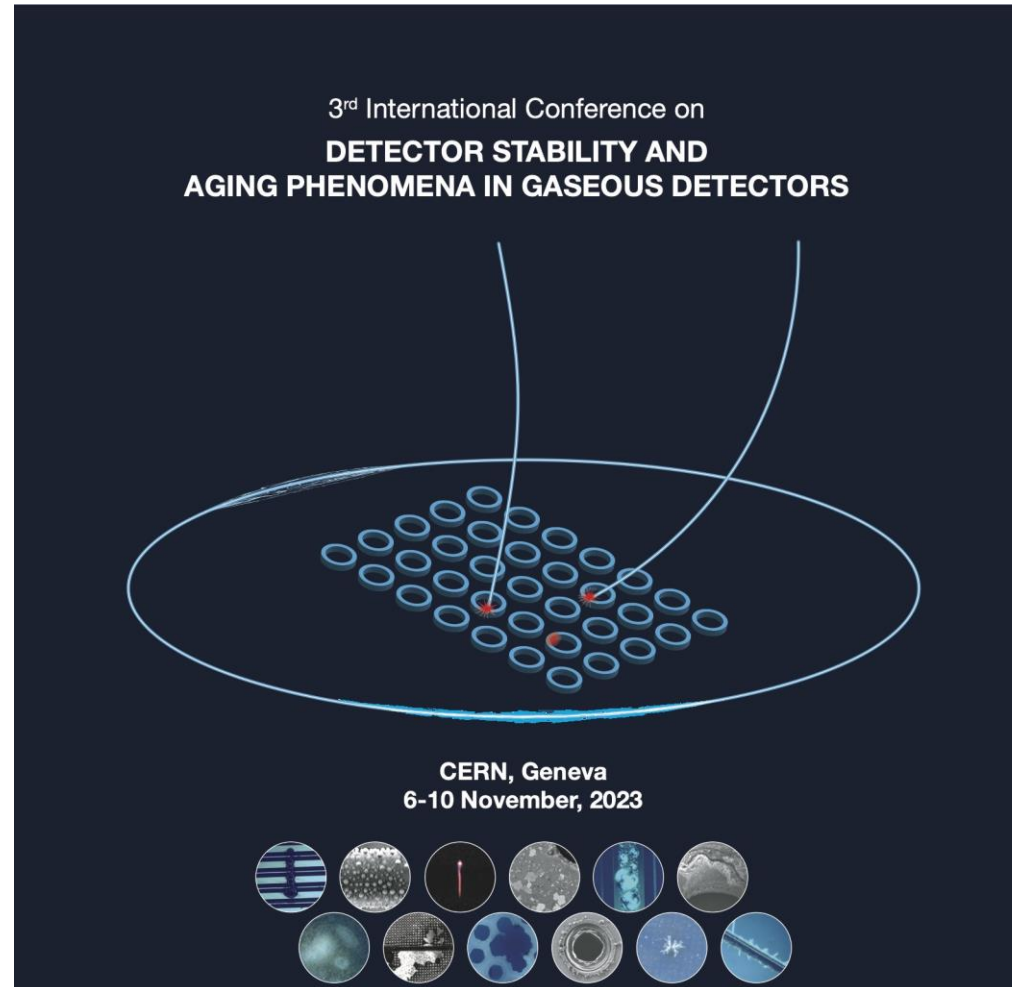 3rd International Conference on
DETECTOR STABILITY AND
AGING PHENOMENA IN GASEOUS DETECTORS
CERN, Geneva
6-10 November, 2023